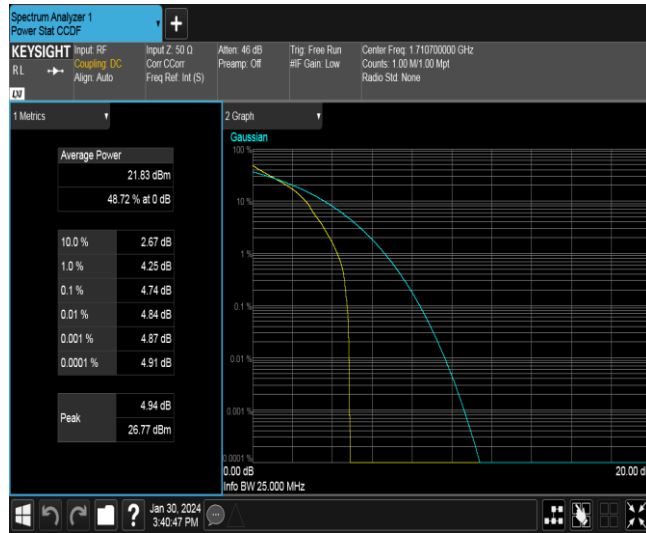 Spectrum Analyzer 1
Power Stat CCDF
+
KEYSIGHT
RL
LXI
Input: RF
Coupling: DC
Align: Auto
Input Z: 50 Ω
Corr CCorr
Freq Ref: Int (S)
Atten: 46 dB
Preamp: Off
Trig: Free Run
#IF Gain: Low
Center Freq: 1.710700000 GHz
Counts: 1.00 M/1.00 Mpt
Radio Std: None
1 Metrics
Average Power
21.83 dBm
48.72 % at 0 dB
10.0 % 2.67 dB
1.0 % 4.25 dB
0.1 % 4.74 dB
0.01 % 4.84 dB
0.001 % 4.87 dB
0.0001 % 4.91 dB
Peak
4.94 dB
26.77 dBm
2 Graph
Gaussian
100 %
10 %
1 %
0.1 %
0.01 %
0.001 %
0.0001 %
0.00 dB
20.00 d
Info BW 25.000 MHz
?
Jan 30, 2024
3:40:47 PM